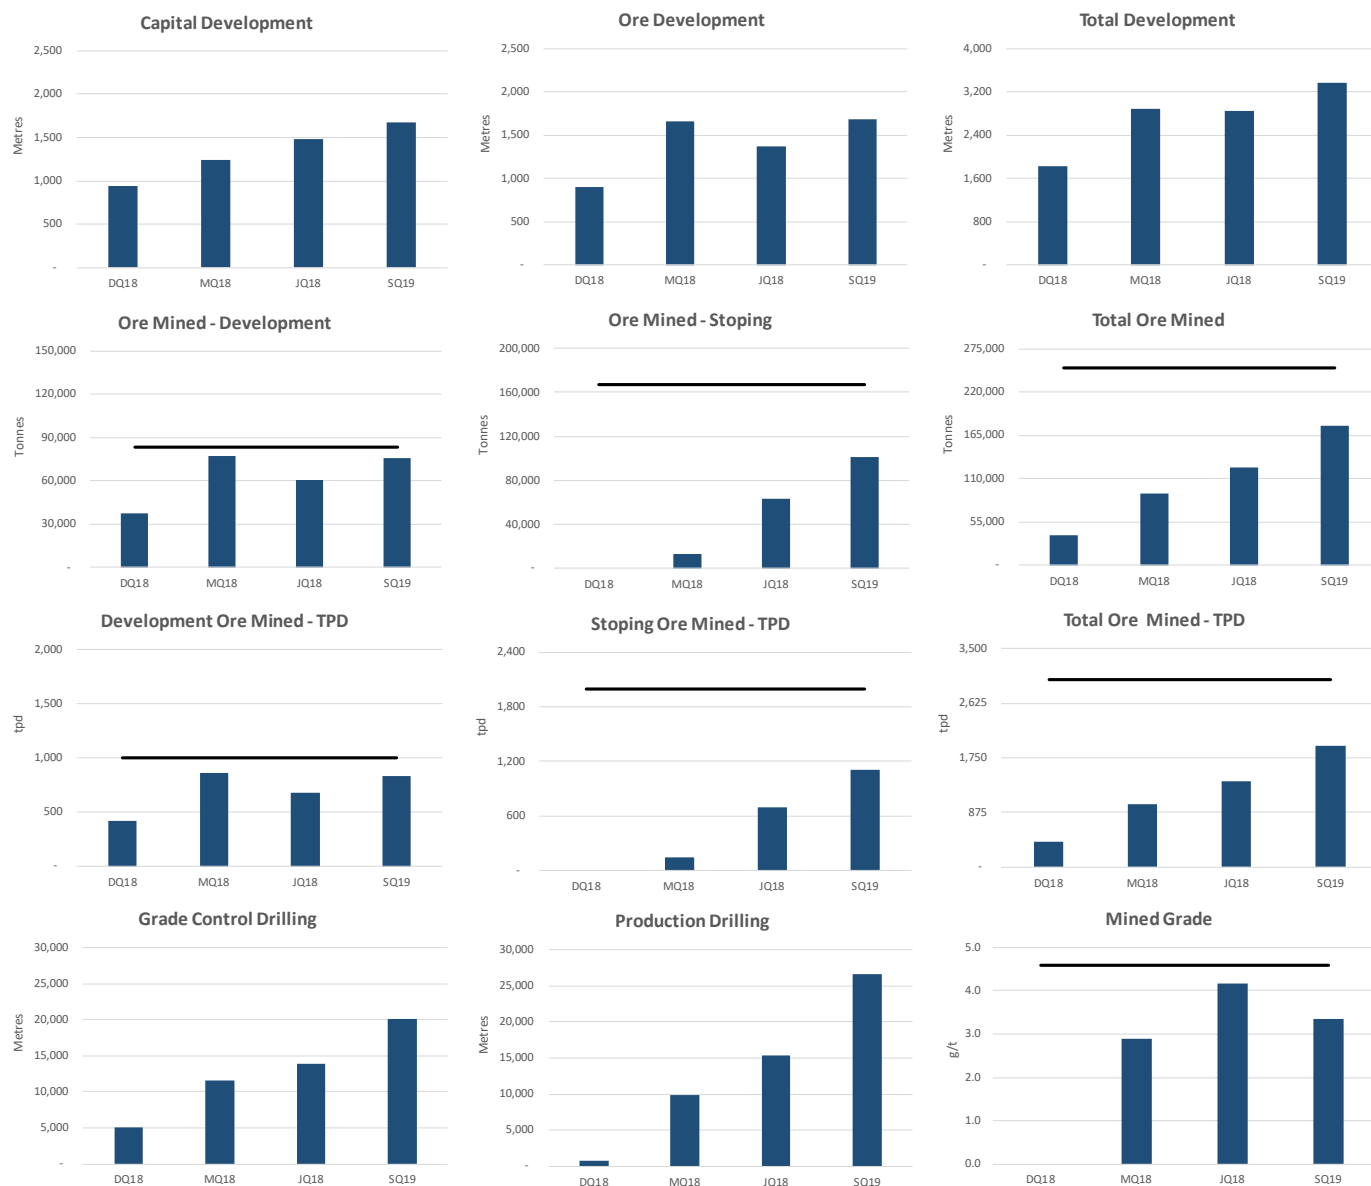 Capital Development
2,500
2,000
1,500
1,000
500
-
Metres
DQ18 MQ18 JQ18 SQ19
Ore Development
2,500
2,000
1,500
1,000
500
-
Metres
DQ18 MQ18 JQ18 SQ19
Total Development
4,000
3,200
2,400
1,600
800
-
Metres
DQ18 MQ18 JQ18 SQ19
Ore Mined - Development
150,000
120,000
90,000
60,000
30,000
-
Tonnes
DQ18 MQ18 JQ18 SQ19
Ore Mined - Stoping
200,000
160,000
120,000
80,000
40,000
-
Tonnes
DQ18 MQ18 JQ18 SQ19
Total Ore Mined
275,000
220,000
165,000
110,000
55,000
-
Tonnes
DQ18 MQ18 JQ18 SQ19
Development Ore Mined - TPD
2,000
1,500
1,000
500
-
tpd
DQ18 MQ18 JQ18 SQ19
Stoping Ore Mined - TPD
2,400
1,800
1,200
600
-
tpd
DQ18 MQ18 JQ18 SQ19
Total Ore Mined - TPD
3,500
2,625
1,750
875
-
tpd
DQ18 MQ18 JQ18 SQ19
Grade Control Drilling
30,000
25,000
20,000
15,000
10,000
5,000
-
Metres
DQ18 MQ18 JQ18 SQ19
Production Drilling
30,000
25,000
20,000
15,000
10,000
5,000
-
Metres
DQ18 MQ18 JQ18 SQ19
Mined Grade
5.0
4.0
3.0
2.0
1.0
0.0
g/t
DQ18 MQ18 JQ18 SQ19